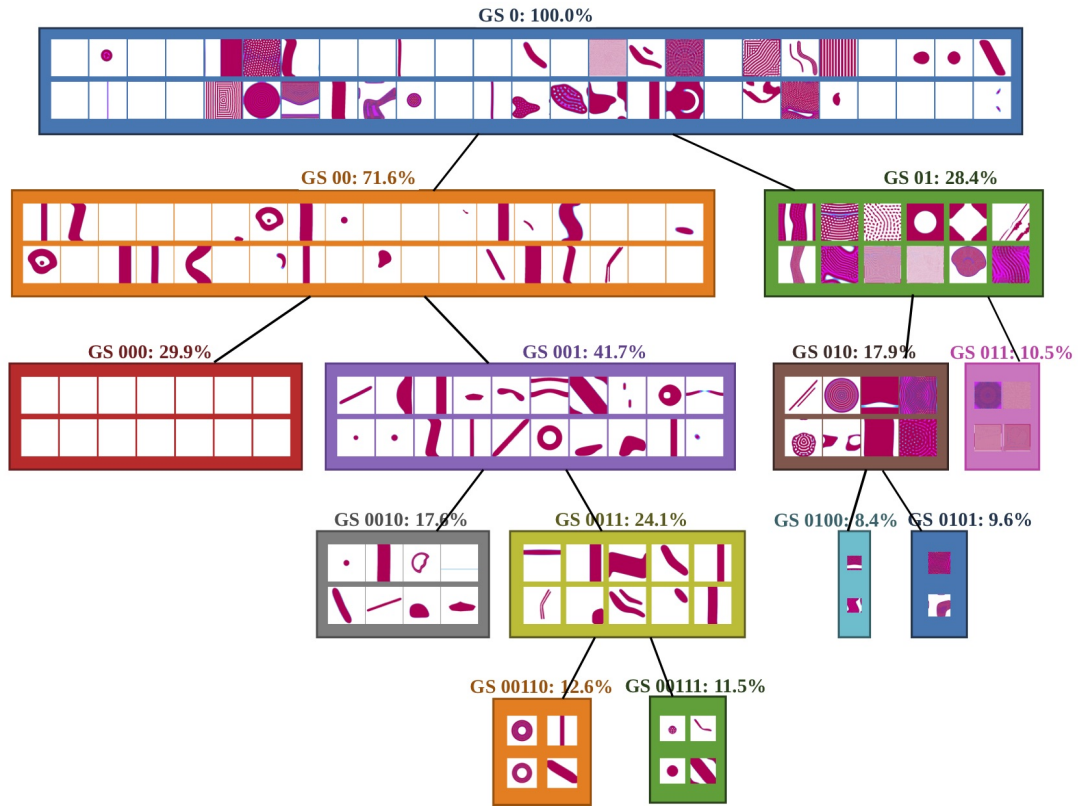 GS 0: 100.0%
GS 00: 71.6%
GS 01: 28.4%
GS 000: 29.9%
GS 001: 41.7%
GS 010: 17.9%
GS 011: 10.5%
GS 0010: 17.6%
GS 0011: 24.1%
GS 0100: 8.4%
GS 0101: 9.6%
GS 00110: 12.6%
GS 00111: 11.5%